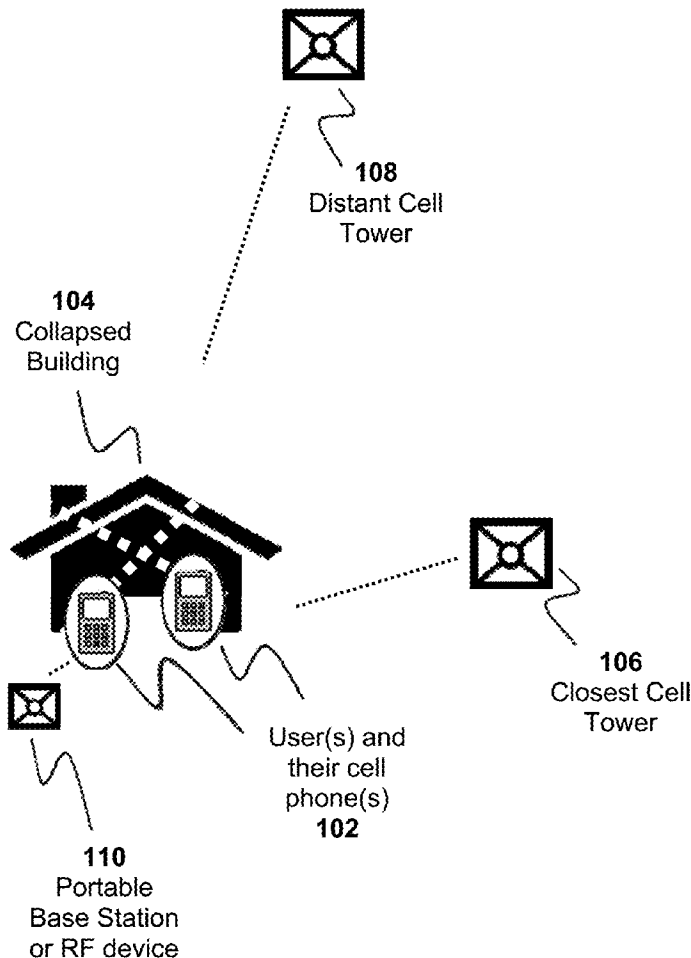 108
Distant Cell
Tower
104
Collapsed
Building
106
Closest Cell
Tower
User(s) and
their cell
phone(s)
102
110
Portable
Base Station
or RF device